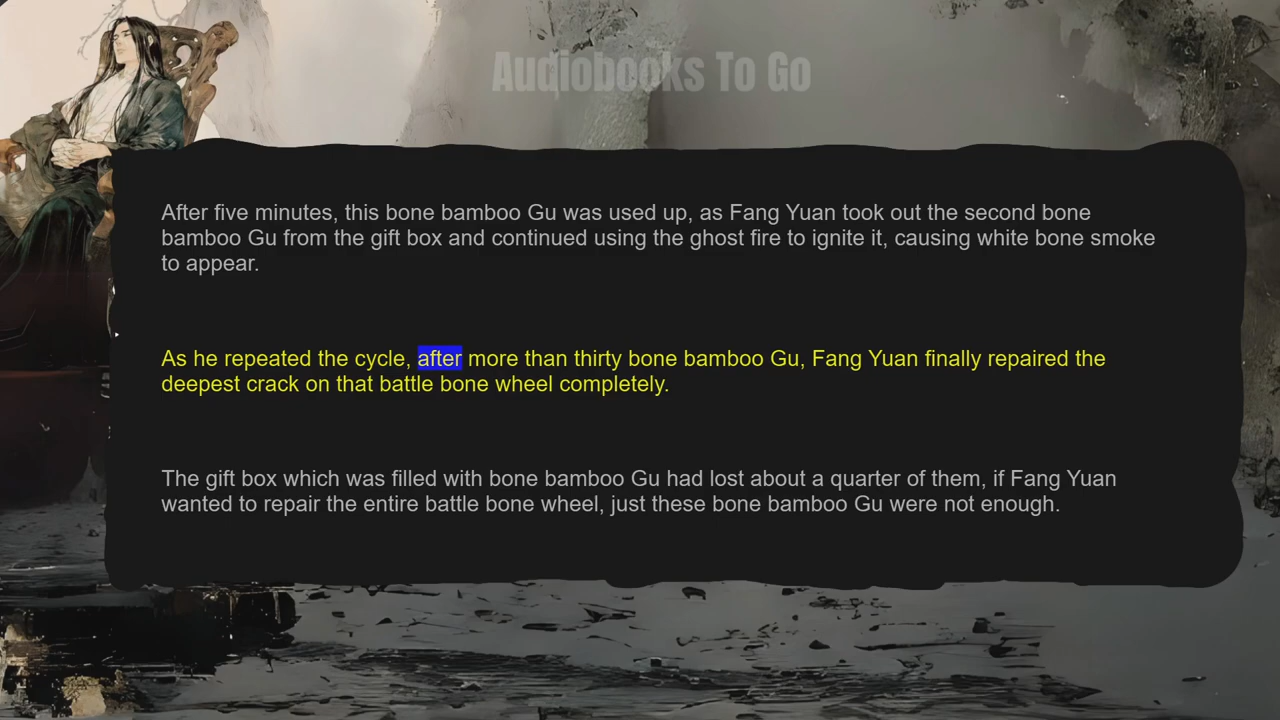 Audiobooks To Go
After five minutes, this bone bamboo Gu was used up, as Fang Yuan took out the second bone
bamboo Gu from the gift box and continued using the ghost fire to ignite it, causing white bone smoke
to appear.
As he repeated the cycle, after more than thirty bone bamboo Gu, Fang Yuan finally repaired the
deepest crack on that battle bone wheel completely.
The gift box which was filled with bone bamboo Gu had lost about a quarter of them, if Fang Yuan
wanted to repair the entire battle bone wheel, just these bone bamboo Gu were not enough.